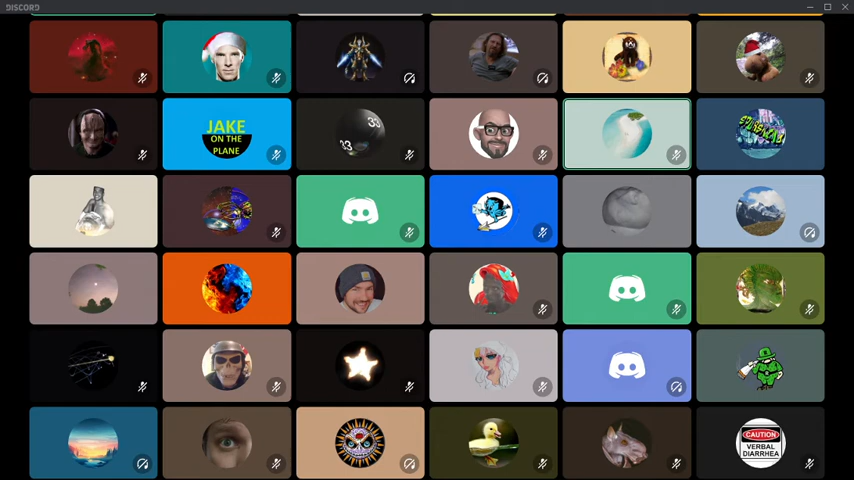 DISCORD
JAKE
ON THE
PLANE
33
33
CAUTION
VERBAL
DIARRHEA